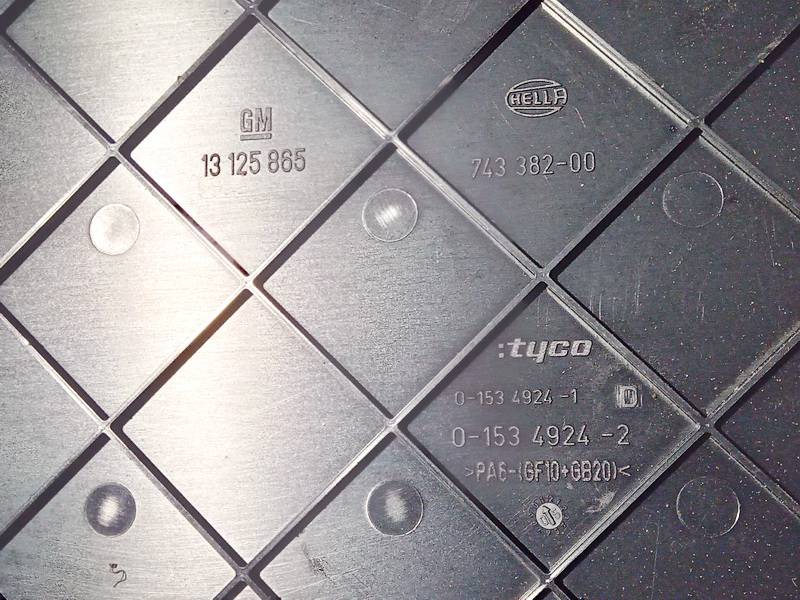 GM
13 125 865
HELLA
743 382-00
:tyco
0-153 4924 -1
0-153 4924 -2
>PA6-(GF10+GB20)<